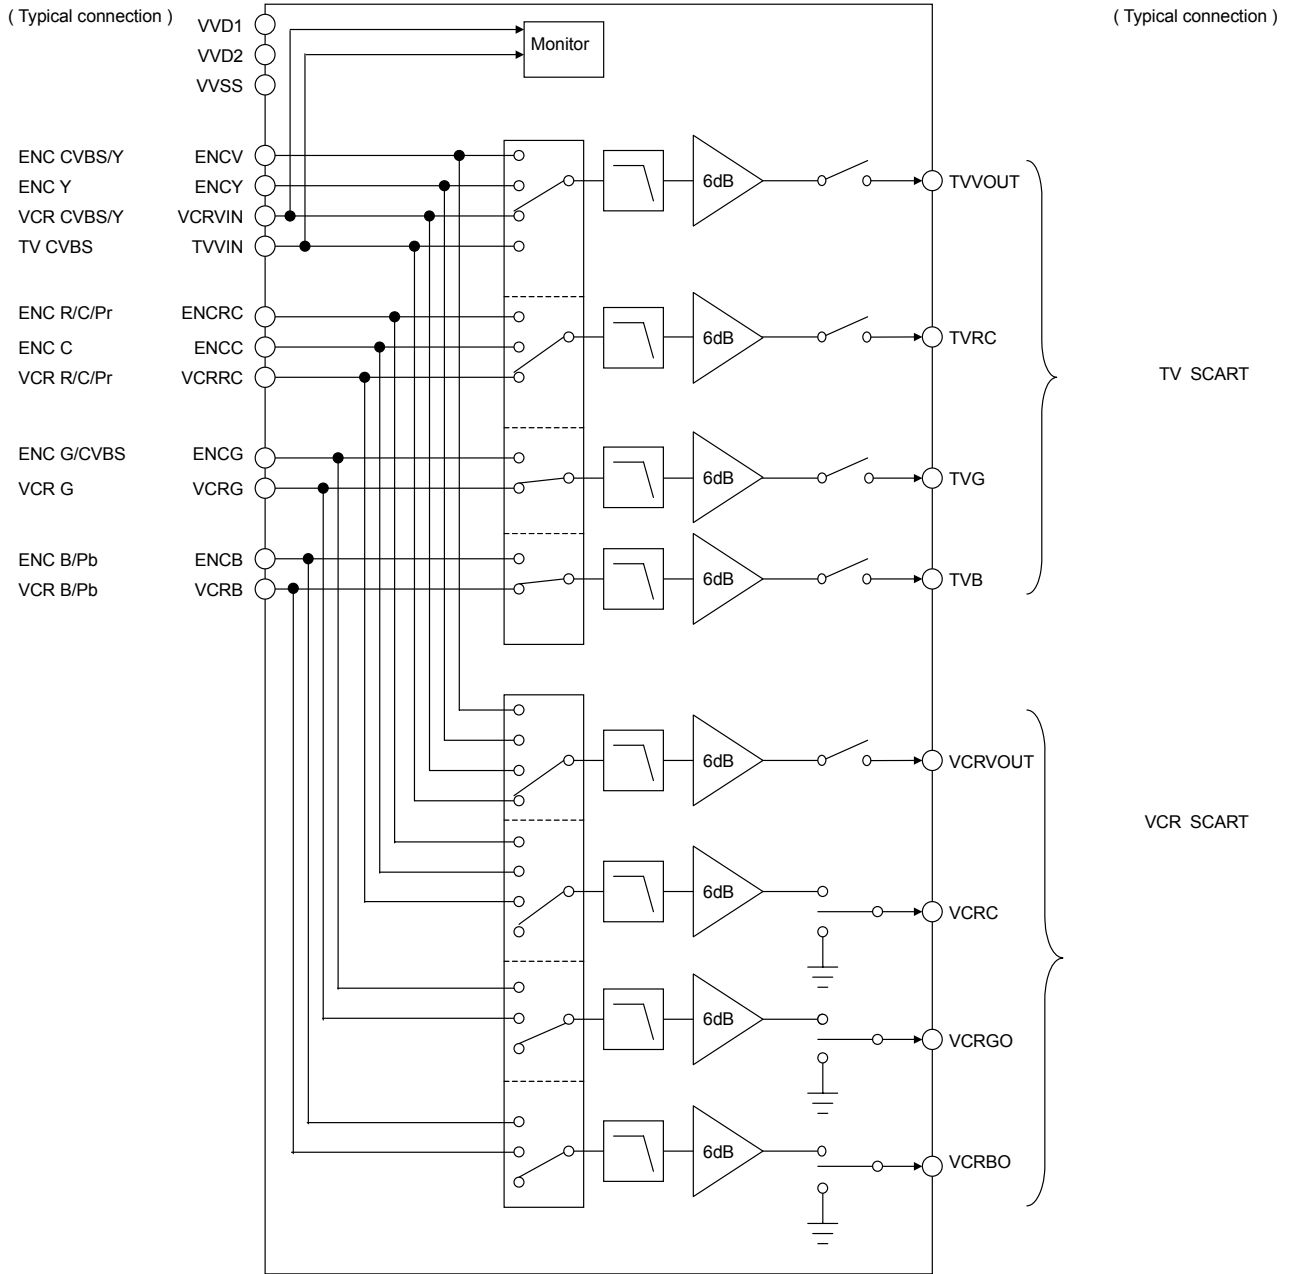 ( Typical connection )
( Typical connection )
VVD1
VVD2
VVSS
Monitor
ENC CVBS/Y ENCV
ENC Y ENCY
VCR CVBS/Y VCRVIN
TV CVBS TVVIN
6dB
TVVOUT
ENC R/C/Pr ENCRC
ENC C ENCC
VCR R/C/Pr VCRRC
6dB
TVRC
TV SCART
ENC G/CVBS ENCG
VCR G VCRG
6dB
TVG
ENC B/Pb ENCB
VCR B/Pb VCRB
6dB
TVB
6dB
VCRVOUT
VCR SCART
6dB
VCRC
6dB
VCRGO
6dB
VCRBO